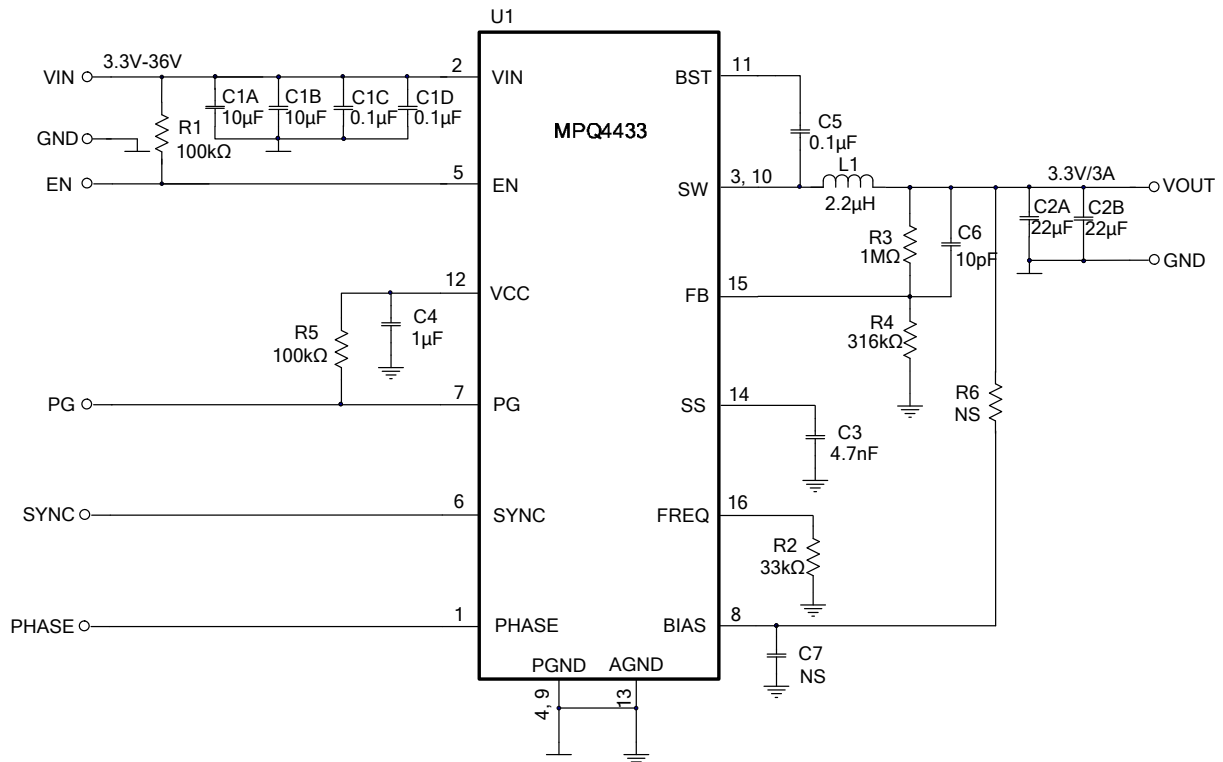 U1
3.3V-36V
VIN
2
VIN
BST
11
C1A
10µF
C1B
10µF
C1C
0.1µF
C1D
0.1µF
GND
R1
100kΩ
MPQ4433
C5
0.1µF
EN
5
EN
SW
3, 10
L1
2.2µH
3.3V/3A
VOUT
R3
1MΩ
C6
10pF
C2A
22µF
C2B
22µF
GND
12
VCC
FB
15
R5
100kΩ
C4
1µF
R4
316kΩ
PG
7
PG
SS
14
R6
NS
C3
4.7nF
SYNC
6
SYNC
FREQ
16
R2
33kΩ
PHASE
1
PHASE
BIAS
8
C7
NS
PGND
AGND
4, 9
13